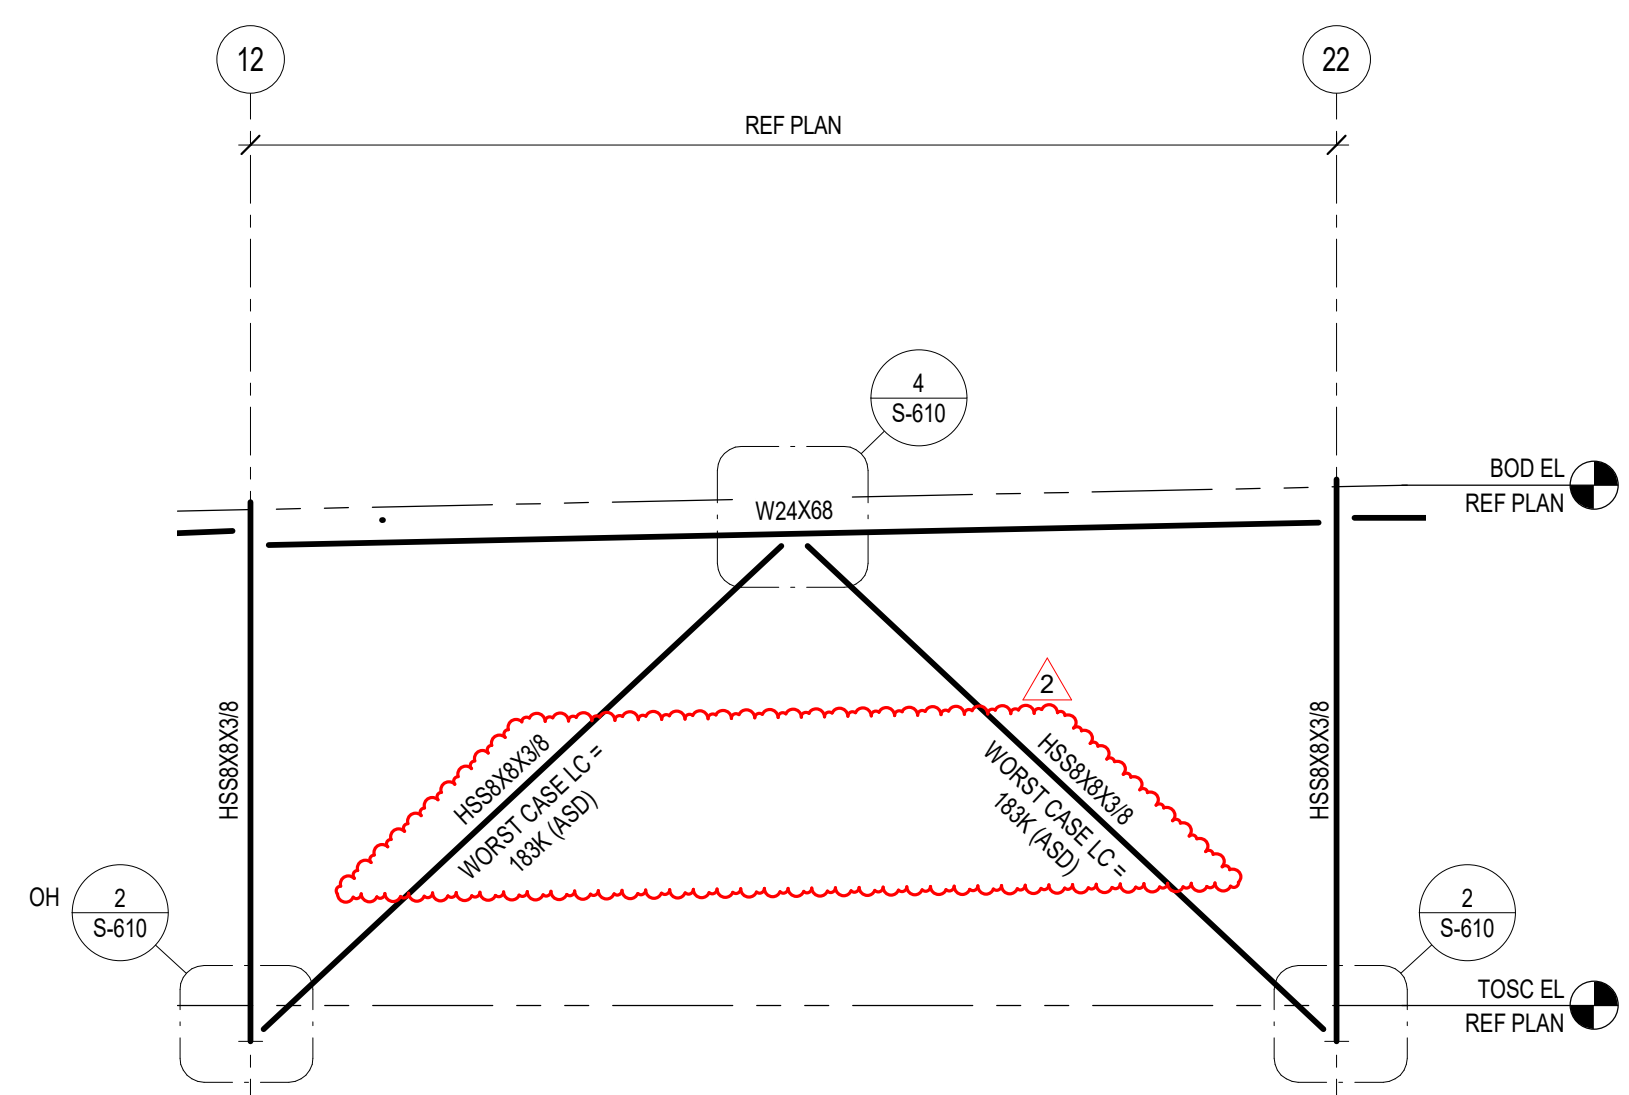 12
22
REF PLAN
4
S-610
BOD EL
REF PLAN
W24X68
2
HSS8X8X3/8
HSS8X8X3/8
WORST CASE LC =
183K (ASD)
HSS8X8X3/8
WORST CASE LC =
183K (ASD)
HSS8X8X3/8
OH
2
S-610
2
S-610
TOSC EL
REF PLAN